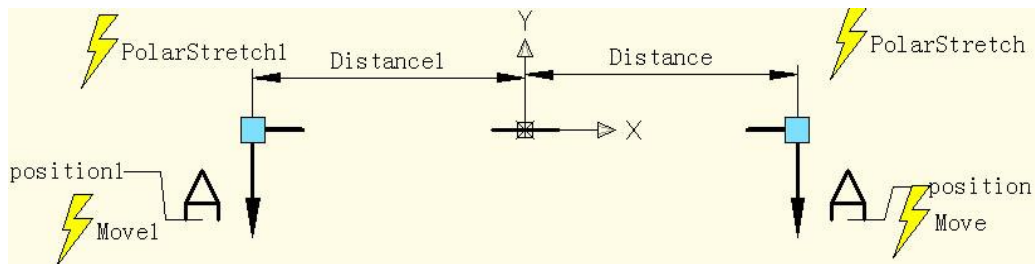 Y
PolarStretch1
Distance1
Distance
PolarStretch
X
position1
A
A
position
Move1
Move